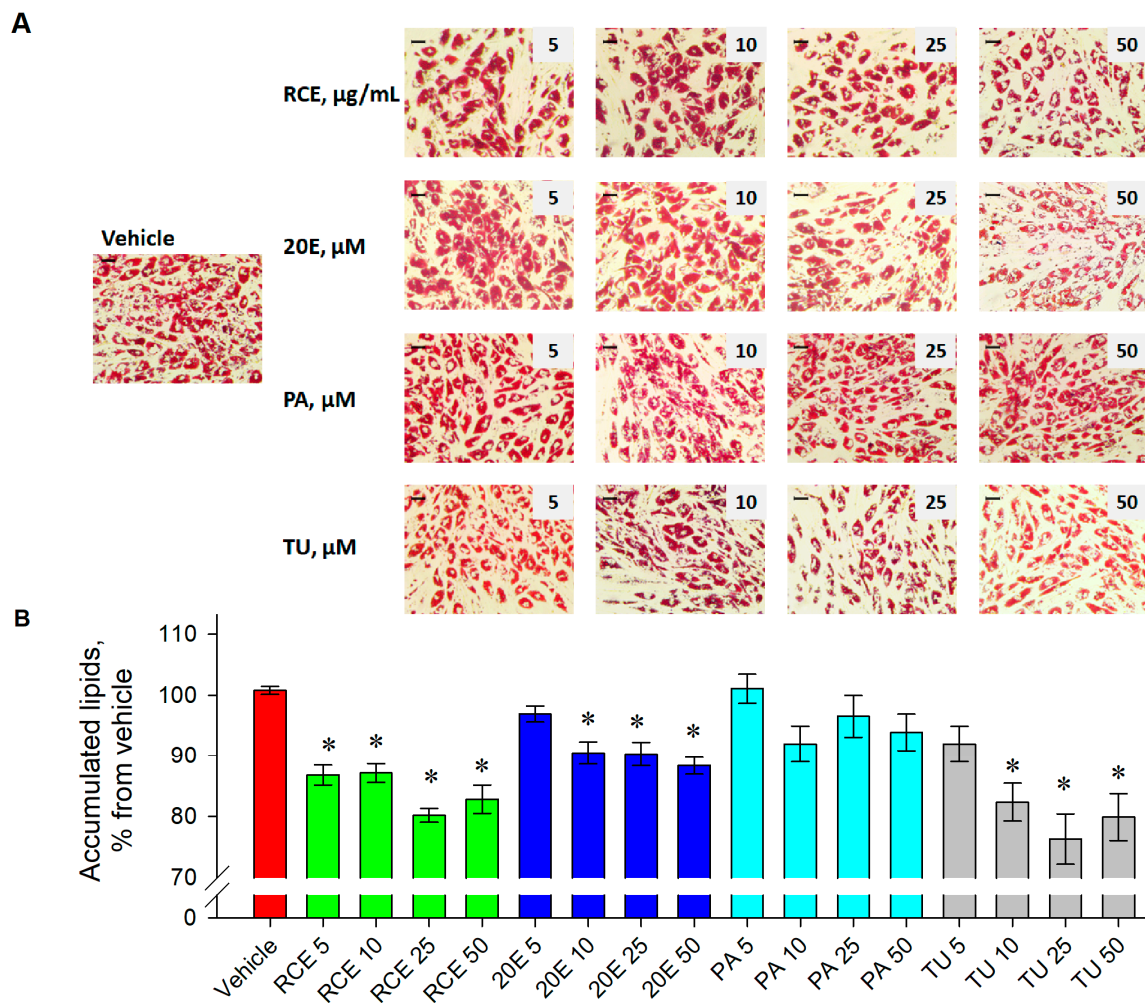 A
5
10
25
50
RCE, μg/mL
5
10
25
50
20E, μM
Vehicle
5
10
25
50
PA, μM
5
10
25
50
TU, μM
B
Accumulated lipids,
% from vehicle
110
100
90
80
70
0
* * * * * * * * * *
Vehicle
RCE 5
RCE 10
RCE 25
RCE 50
20E 5
20E 10
20E 25
20E 50
PA 5
PA 10
PA 25
PA 50
TU 5
TU 10
TU 25
TU 50